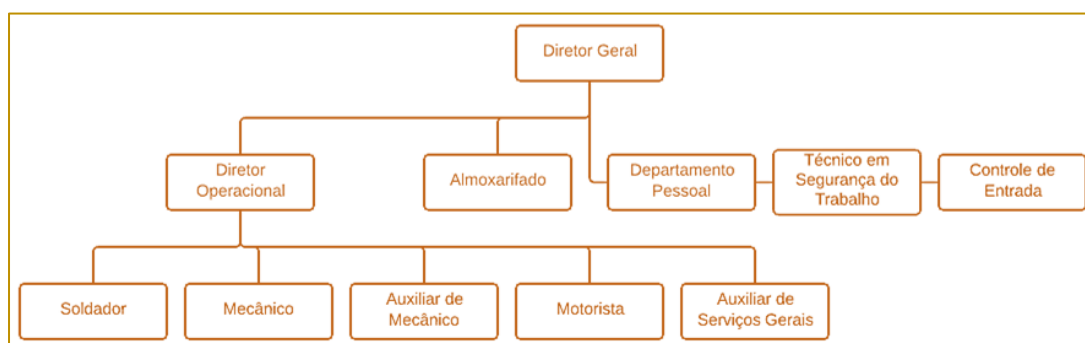 Diretor Geral
Diretor
Operacional
Almoxarifado
Departamento
Pessoal
Técnico em
Segurança do
Trabalho
Controle de
Entrada
Soldador
Mecânico
Auxiliar de
Mecânico
Motorista
Auxiliar de
Serviços Gerais